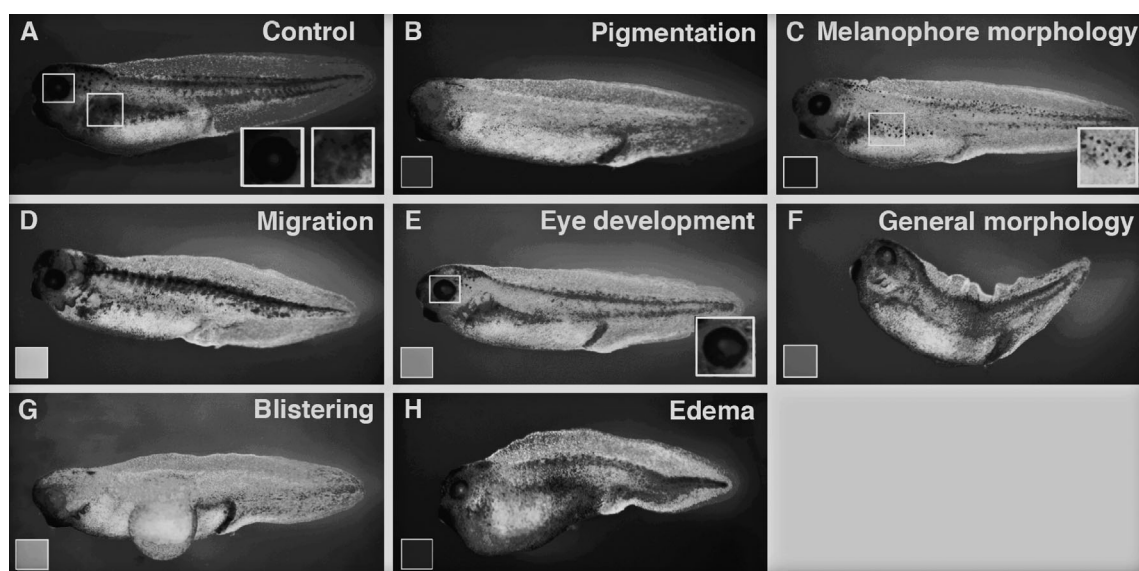 A Control
B Pigmentation
C Melanophore morphology
D Migration
E Eye development
F General morphology
G Blistering
H Edema